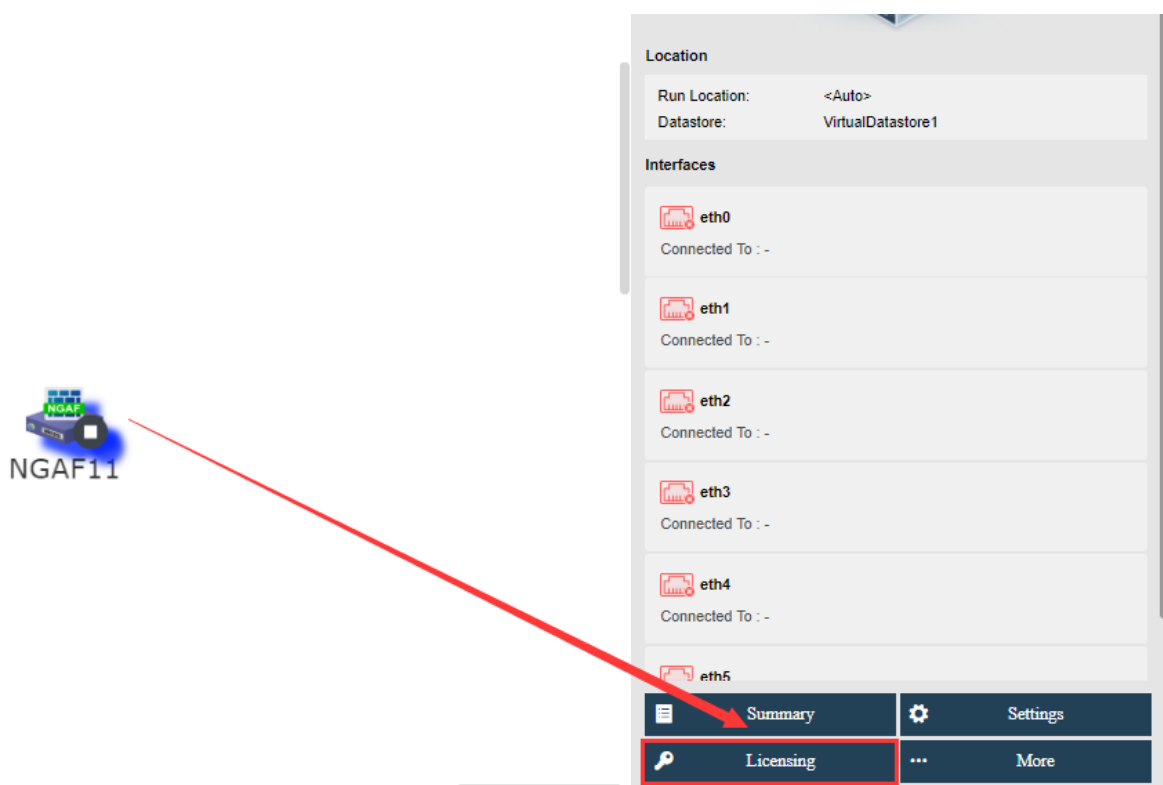 Location
Run Location: <Auto>
Datastore: VirtualDatastore1
Interfaces
eth0
Connected To : -
eth1
Connected To : -
eth2
Connected To : -
eth3
Connected To : -
eth4
Connected To : -
eth5
Summary
Settings
Licensing
More
NGAF
NGAF11